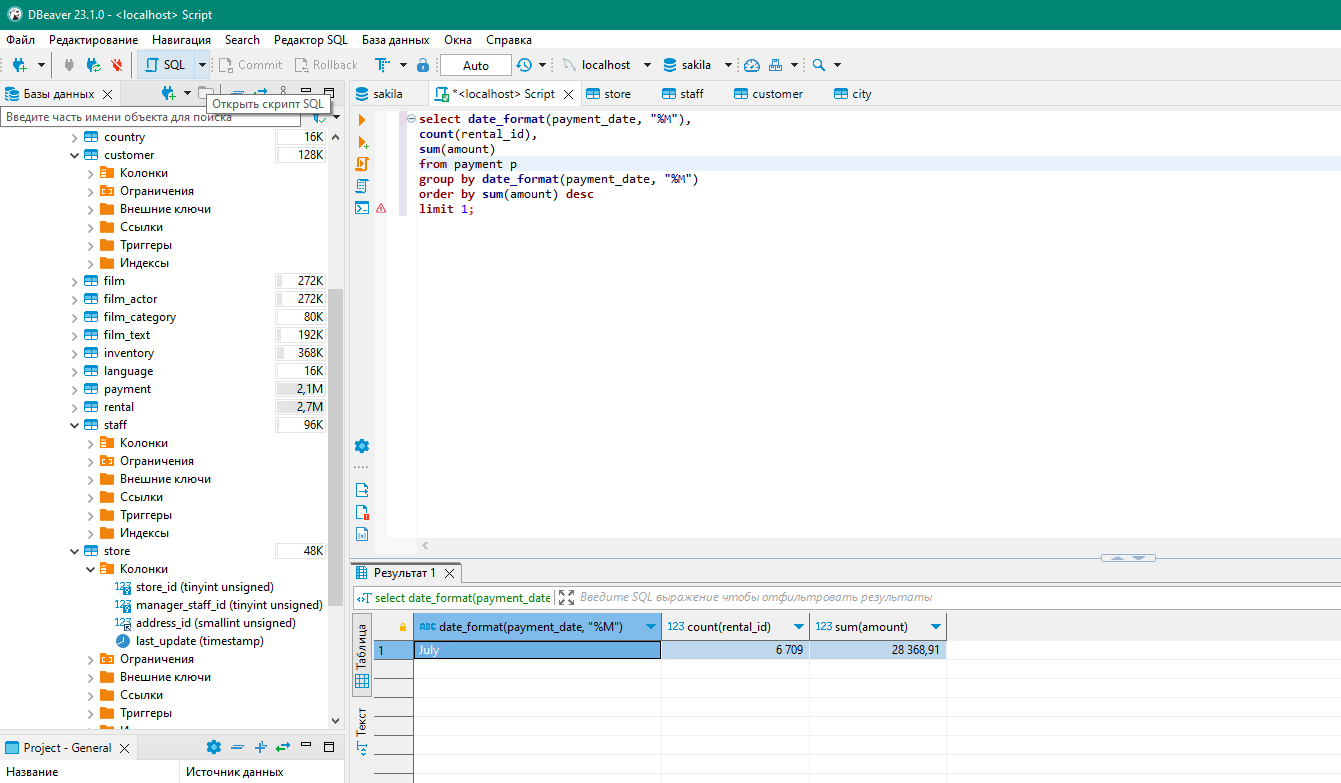 DBeaver 23.1.0 - <localhost> Script
Файл Редактирование Навигация Search Редактор SQL База данных Окна Справка
SQL Commit Rollback Auto localhost sakila
Базы данных
Открыть скрипт SQL
Введите часть имени объекта для поиска
country 16K
customer 128K
Колонки
Ограничения
Внешние ключи
Ссылки
Триггеры
Индексы
film 272K
film_actor 272K
film_category 80K
film_text 192K
inventory 368K
language 16K
payment 2,1M
rental 2,7M
staff 96K
Колонки
Ограничения
Внешние ключи
Ссылки
Триггеры
Индексы
store 48K
Колонки
123 store_id (tinyint unsigned)
123 manager_staff_id (tinyint unsigned)
123 address_id (smallint unsigned)
last_update (timestamp)
Ограничения
Внешние ключи
Ссылки
Триггеры
Project - General
Название Источник данных
sakila *<localhost> Script store staff customer city
select date_format(payment_date, "%M"),
count(rental_id),
sum(amount)
from payment p
group by date_format(payment_date, "%M")
order by sum(amount) desc
limit 1;
Результат 1
select date_format(payment_date Введите SQL выражение чтобы отфильтровать результаты
Таблица
Текст
ABC date_format(payment_date, "%M") 123 count(rental_id) 123 sum(amount)
1 July 6 709 28 368,91